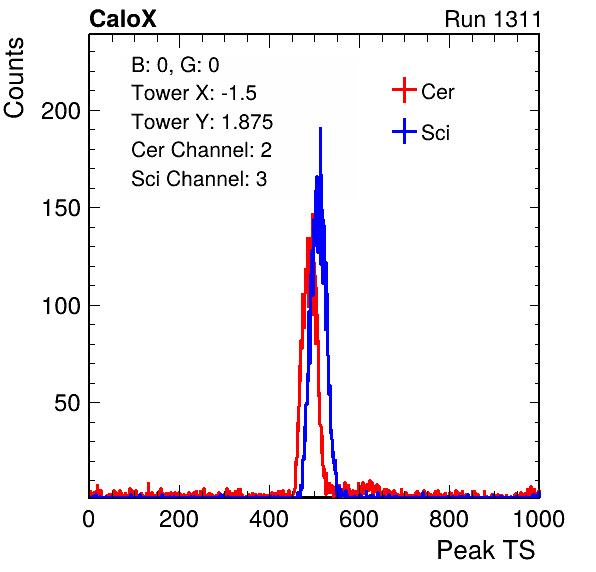 CaloX Run 1311
B: 0, G: 0
Tower X: -1.5
Tower Y: 1.875
Cer Channel: 2
Sci Channel: 3
Cer
Sci
Counts
200
150
100
50
0 200 400 600 800 1000
Peak TS